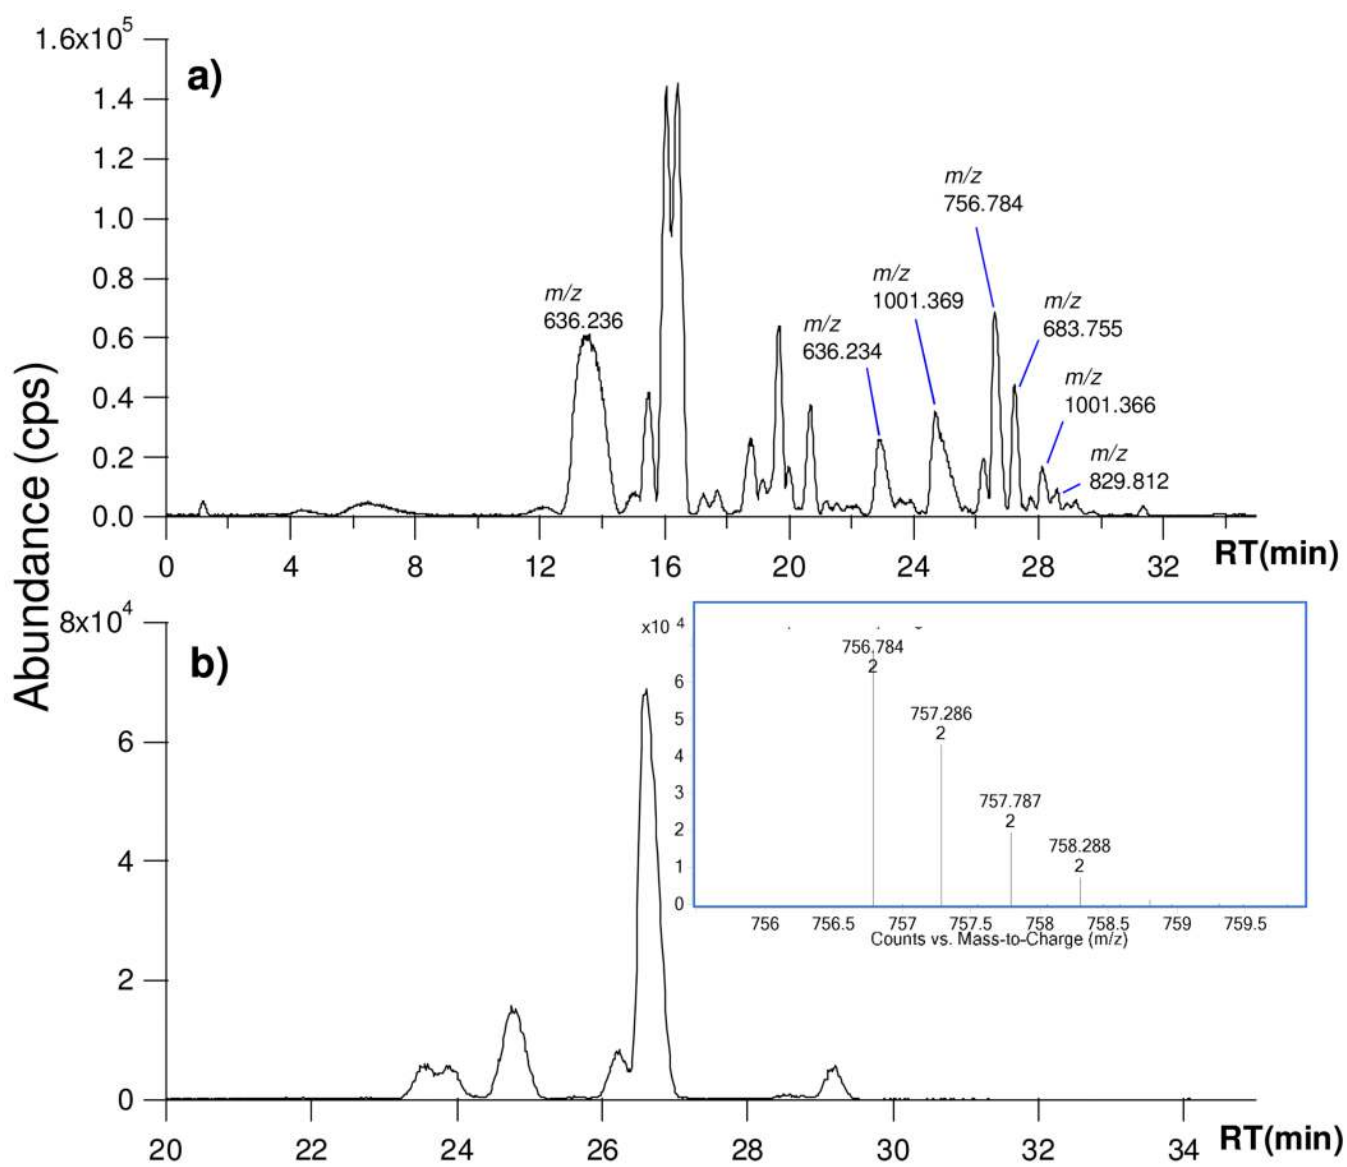 1.6x10⁵
a)
1.4
1.2
1.0
0.8
0.6
0.4
0.2
0.0
m/z
636.236
m/z
636.234
m/z
1001.369
m/z
756.784
m/z
683.755
m/z
1001.366
m/z
829.812
0 4 8 12 16 20 24 28 32 RT(min)
Abundance (cps)
8x10⁴
b)
6
4
2
0
x10 ⁴
6
5
4
3
2
1
0
756.784
2
757.286
2
757.787
2
758.288
2
756 756.5 757 757.5 758 758.5 759 759.5
Counts vs. Mass-to-Charge (m/z)
20 22 24 26 28 30 32 34 RT(min)